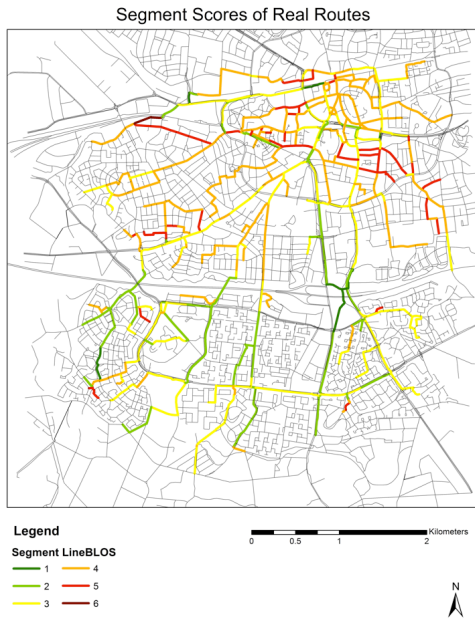 Segment Scores of Real Routes
Legend
Segment LineBLOS
1 4
2 5
3 6
Kilometers
0 0.5 1 2
N